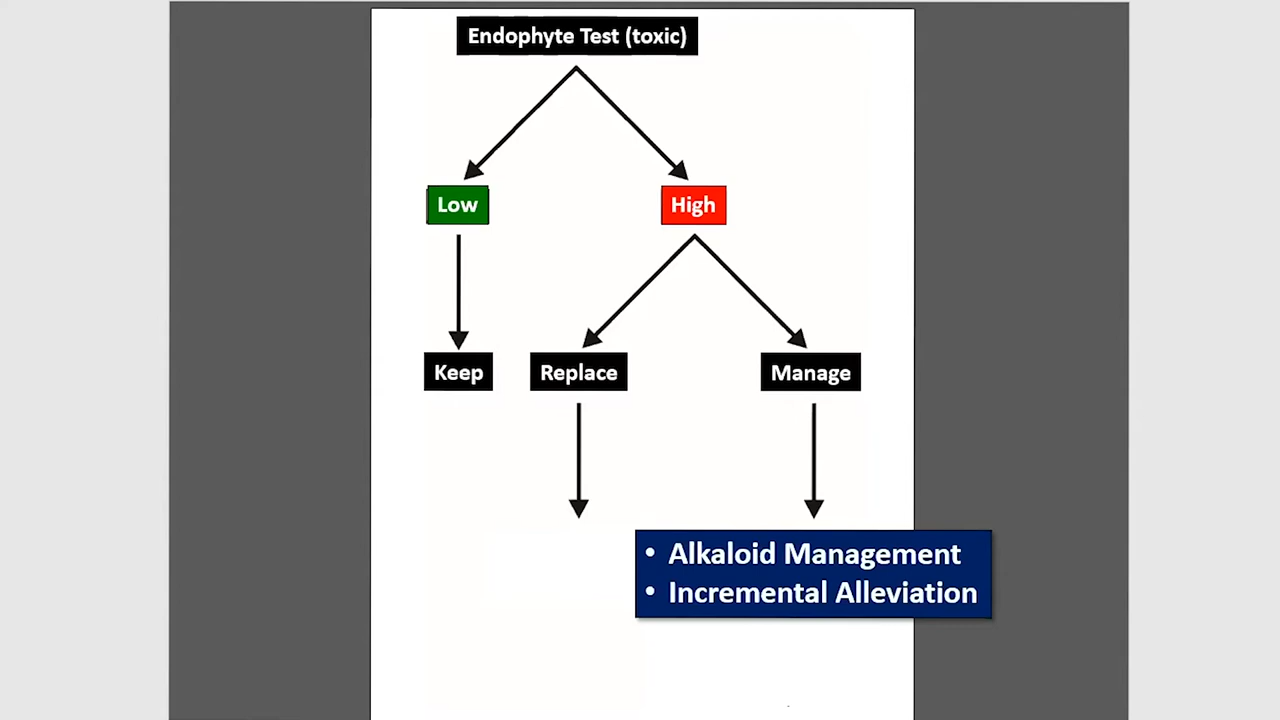 Endophyte Test (toxic)
Low
High
Keep
Replace
Manage
• Alkaloid Management
• Incremental Alleviation